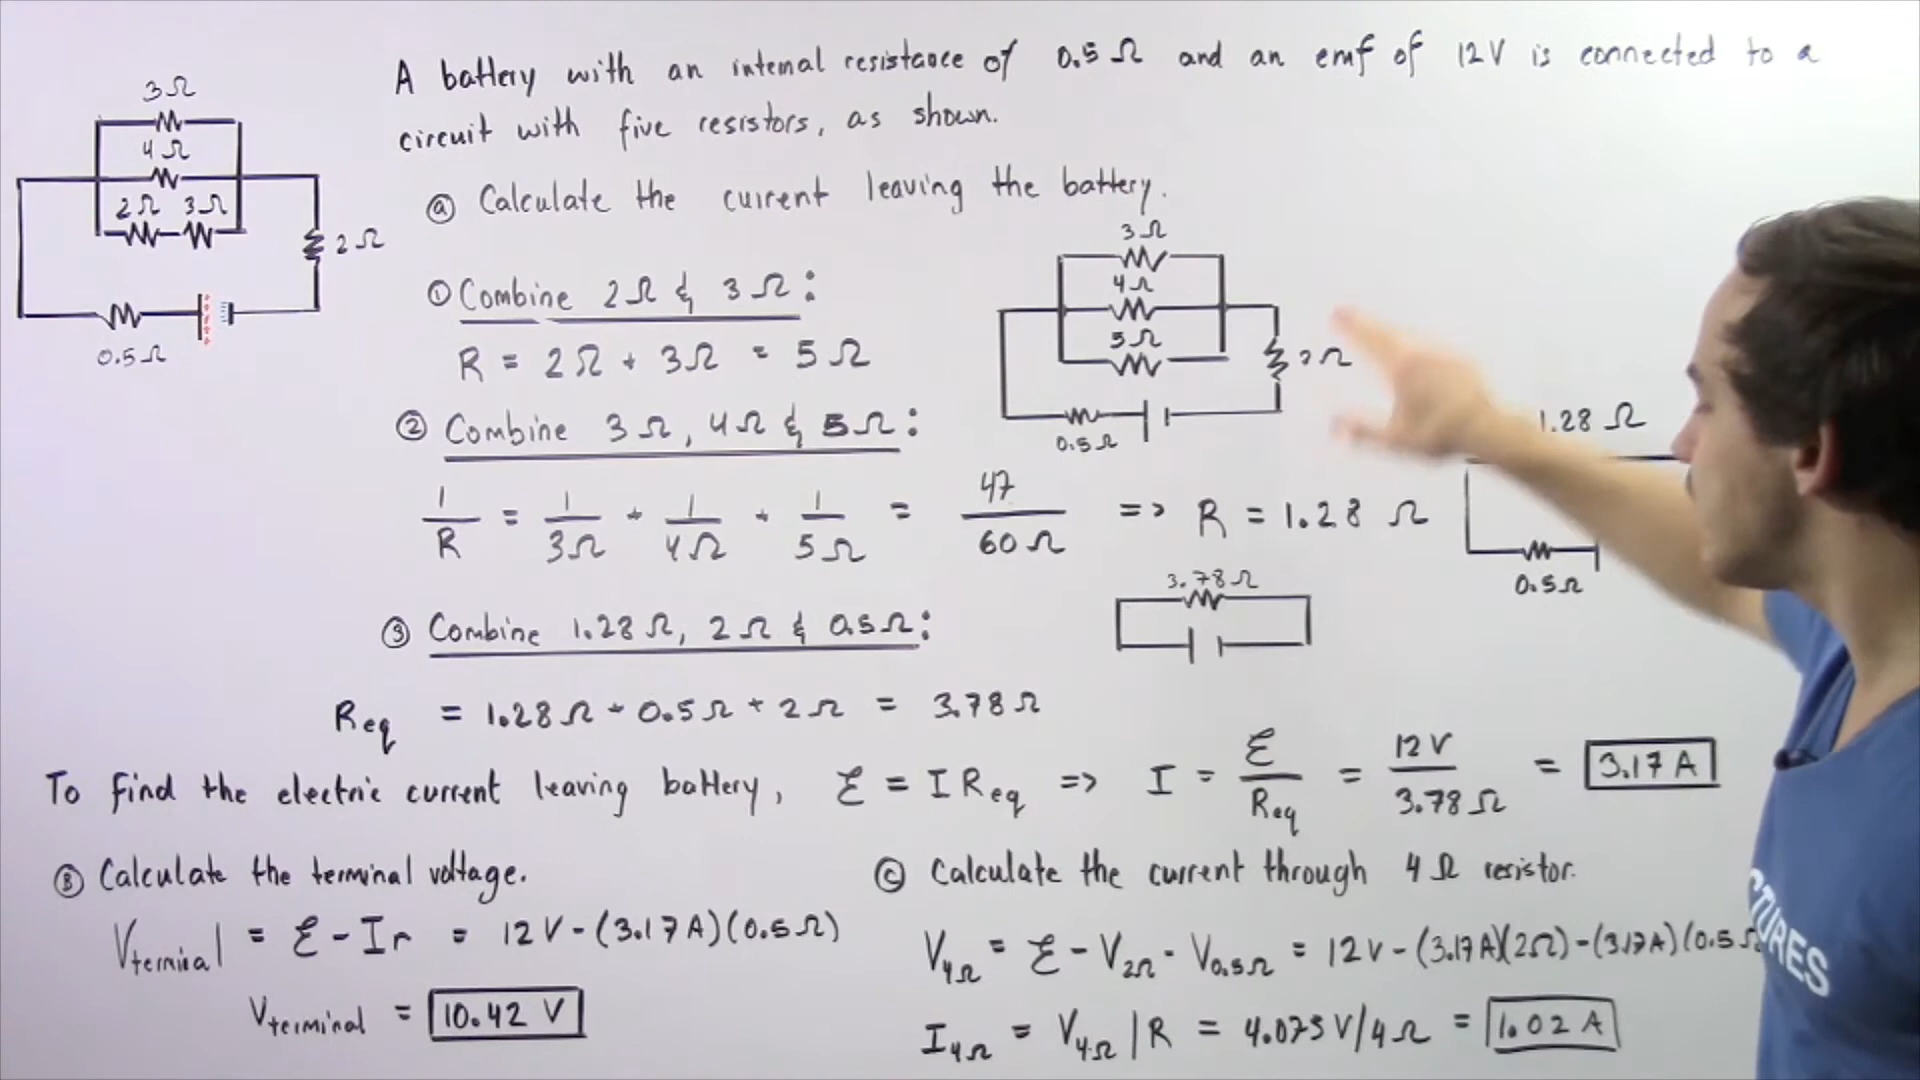 A battery with an internal resistance of 0.5 Ω and an emf of 12 V is connected to a
circuit with five resistors, as shown.
3Ω
4Ω
2Ω 3Ω
2Ω
0.5Ω
ⓐ Calculate the current leaving the battery.
① Combine 2Ω & 3Ω:
R = 2Ω + 3Ω = 5Ω
3Ω
4Ω
5Ω
2Ω
0.5Ω
② Combine 3Ω, 4Ω & 5Ω:
1/R = 1/3Ω + 1/4Ω + 1/5Ω = 47/60Ω => R = 1.28 Ω
1.28 Ω
0.5Ω
3.78Ω
③ Combine 1.28Ω, 2Ω & 0.5Ω:
Req = 1.28Ω + 0.5Ω + 2Ω = 3.78Ω
To find the electric current leaving battery, Ɛ = I Req => I = Ɛ/Req = 12V/3.78Ω = 3.17A
Ⓑ Calculate the terminal voltage.
Vterminal = Ɛ - Ir = 12V - (3.17A)(0.5Ω)
Vterminal = 10.42 V
Ⓒ Calculate the current through 4Ω resistor.
V4Ω = Ɛ - V2Ω - V0.5Ω = 12V - (3.17A)(2Ω) - (3.17A)(0.5Ω
I4Ω = V4Ω/R = 4.075V/4Ω = 1.02A
CTURES